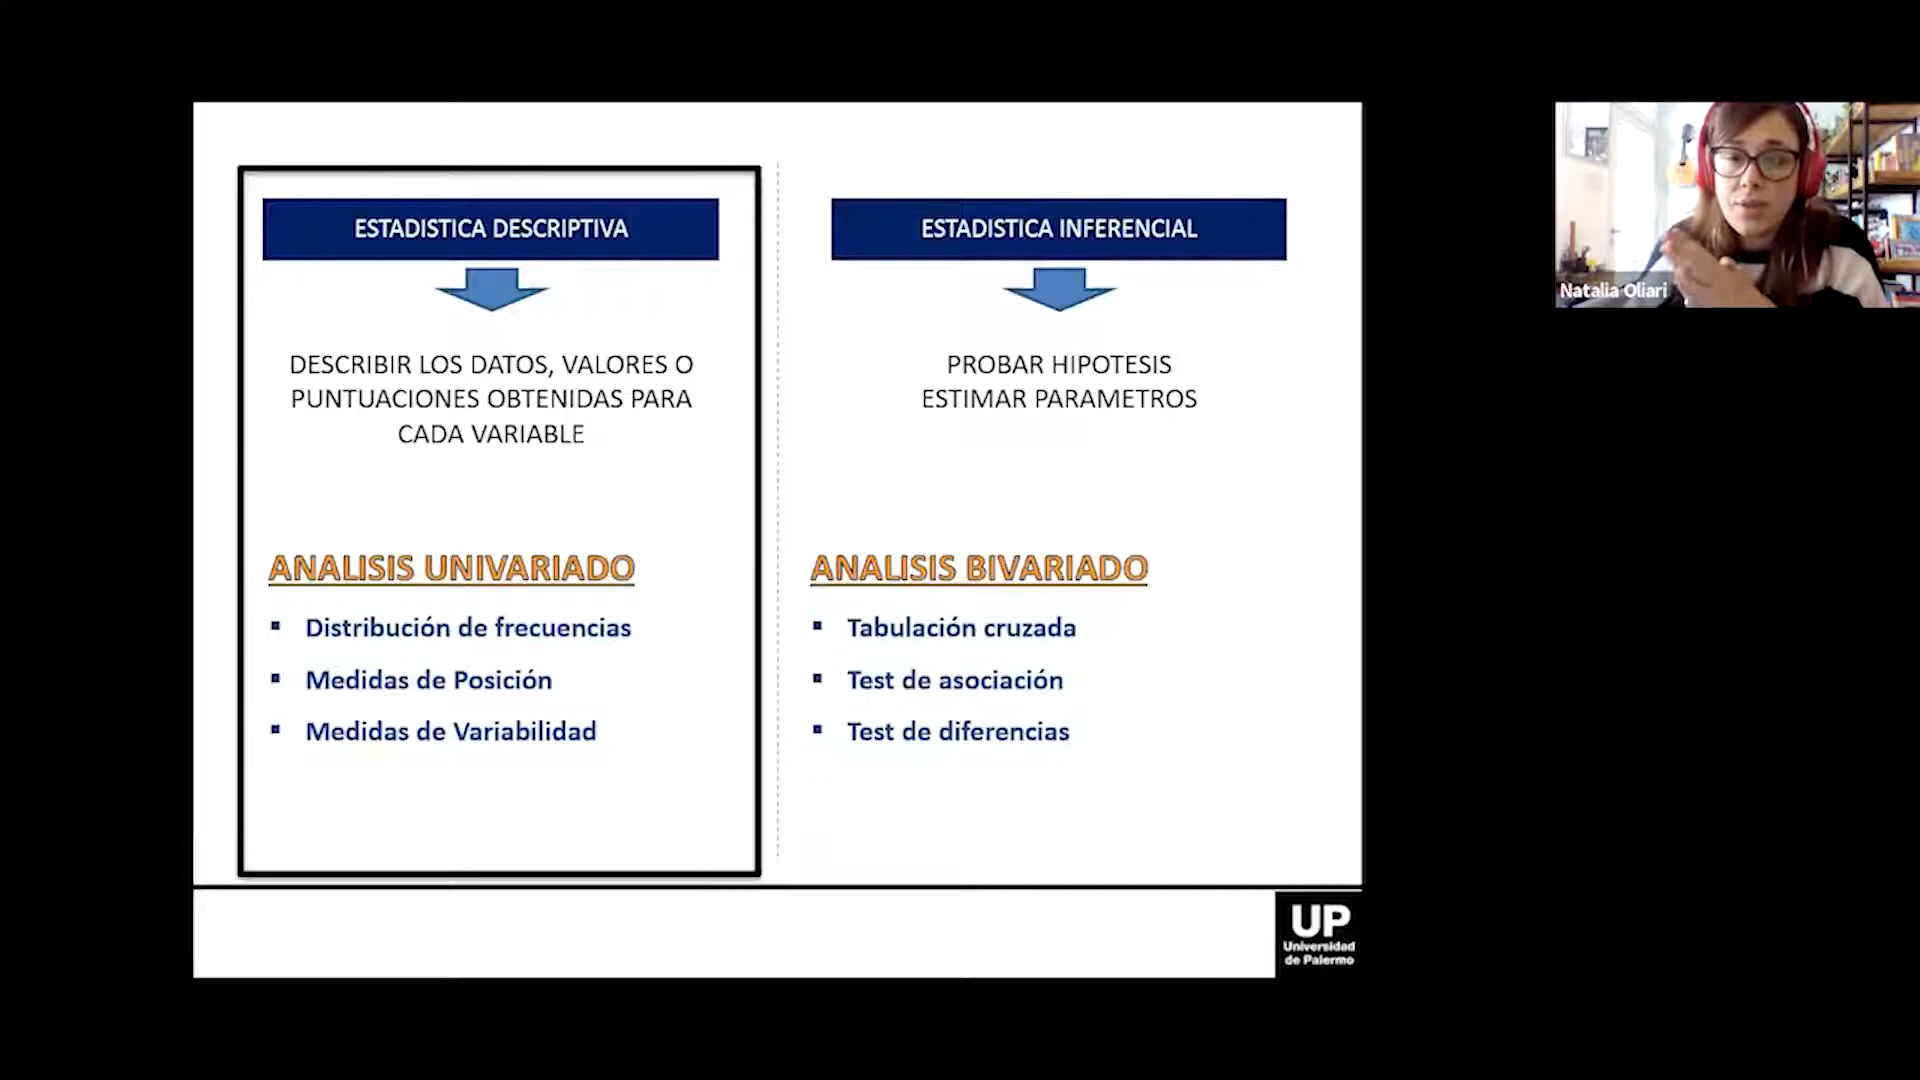 ESTADISTICA DESCRIPTIVA
DESCRIBIR LOS DATOS, VALORES O
PUNTUACIONES OBTENIDAS PARA
CADA VARIABLE
ANALISIS UNIVARIADO
▪ Distribución de frecuencias
▪ Medidas de Posición
▪ Medidas de Variabilidad
ESTADISTICA INFERENCIAL
PROBAR HIPOTESIS
ESTIMAR PARAMETROS
ANALISIS BIVARIADO
▪ Tabulación cruzada
▪ Test de asociación
▪ Test de diferencias
UP
Universidad
de Palermo
Natalia Oliari